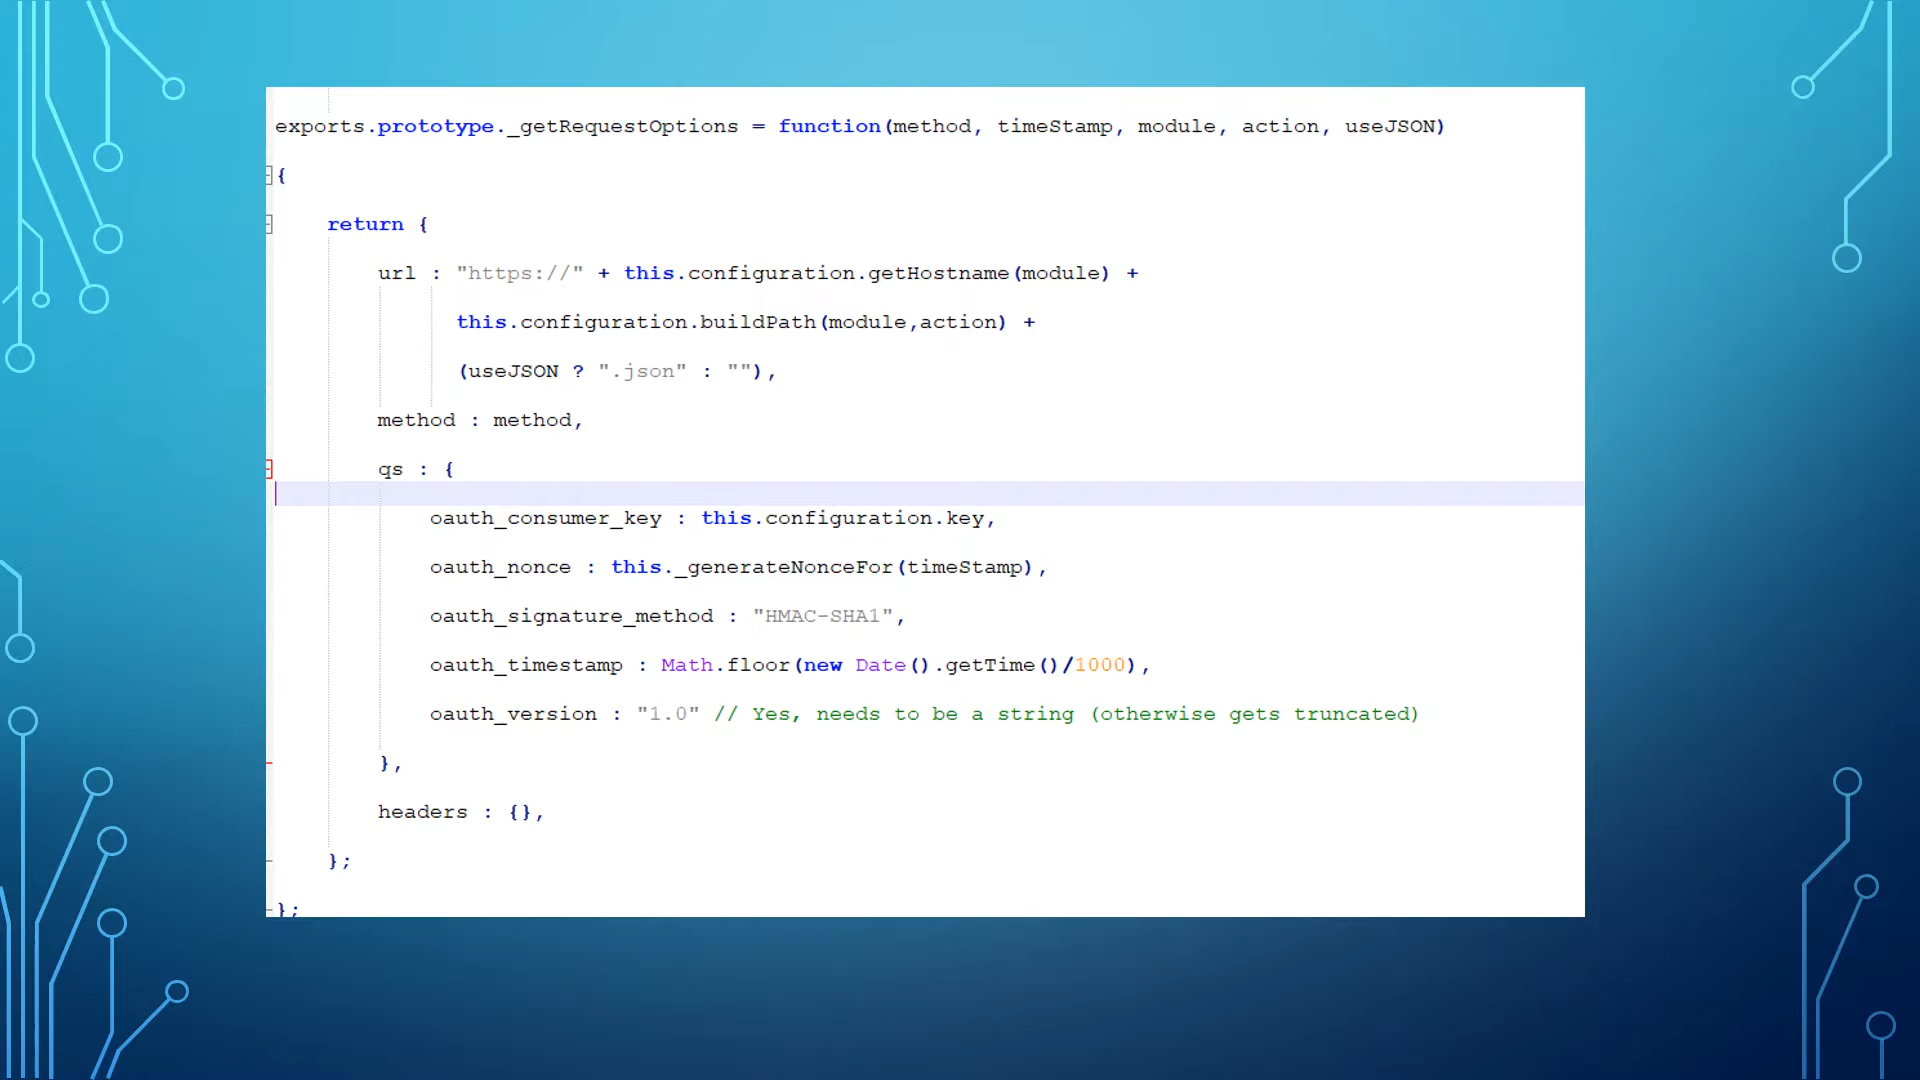 exports.prototype._getRequestOptions = function(method, timeStamp, module, action, useJSON)
{
return {
url : "https://" + this.configuration.getHostname(module) +
this.configuration.buildPath(module,action) +
(useJSON ? ".json" : ""),
method : method,
qs : {
oauth_consumer_key : this.configuration.key,
oauth_nonce : this._generateNonceFor(timeStamp),
oauth_signature_method : "HMAC-SHA1",
oauth_timestamp : Math.floor(new Date().getTime()/1000),
oauth_version : "1.0" // Yes, needs to be a string (otherwise gets truncated)
},
headers : {},
};
};